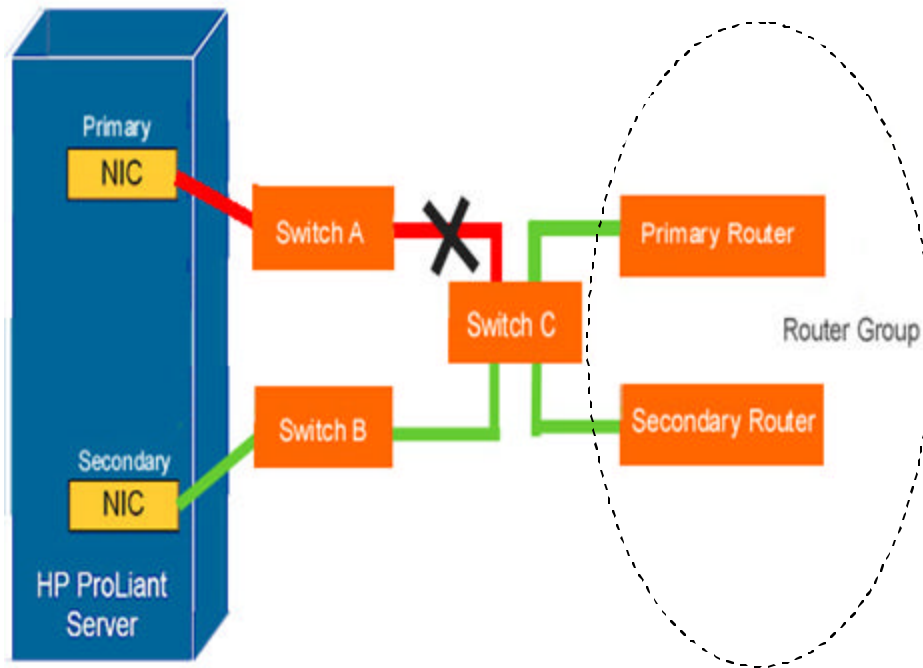 Primary
NIC
Switch A
Primary Router
Switch C
Router Group
Switch B
Secondary Router
Secondary
NIC
HP ProLiant
Server